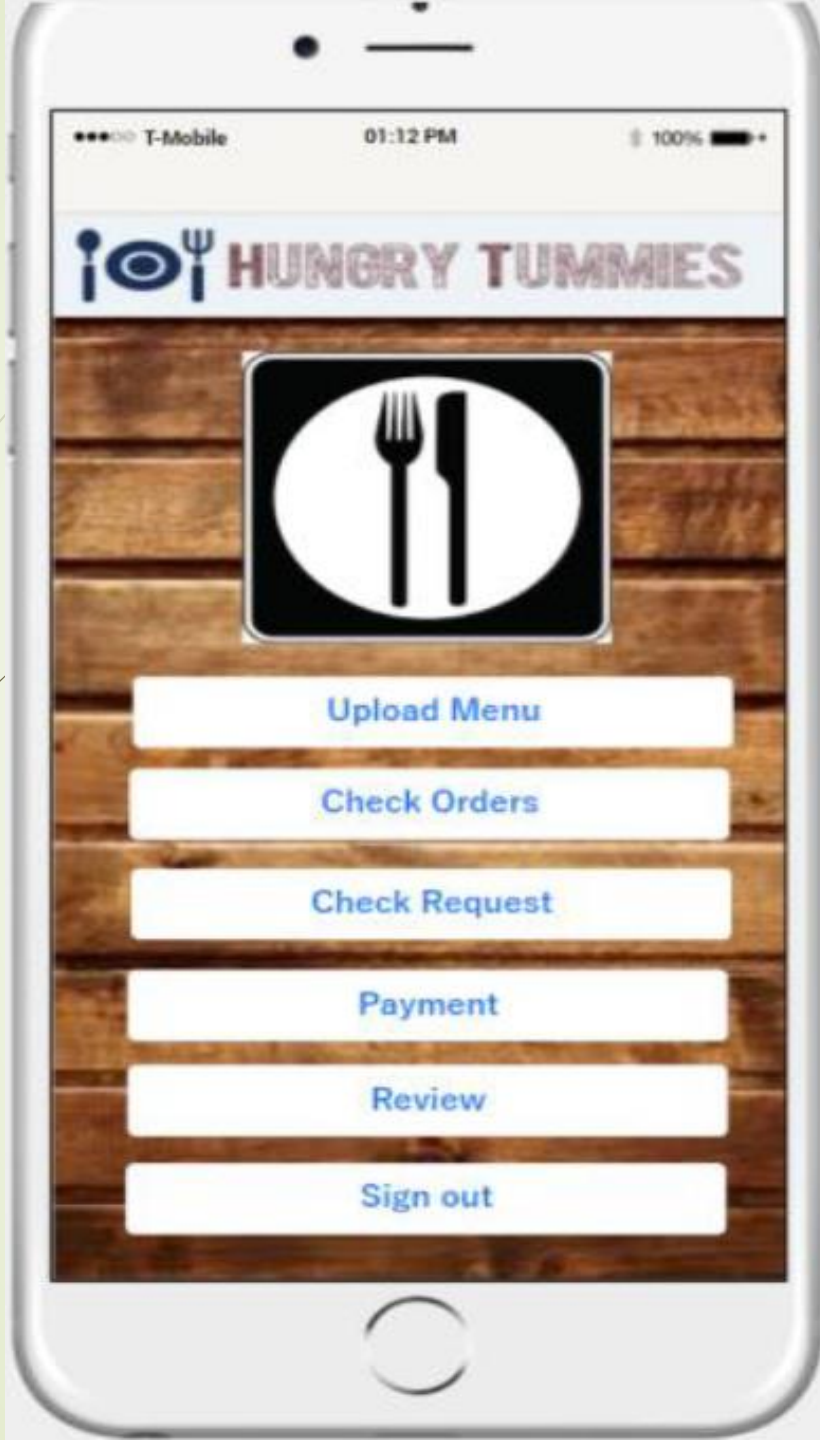 T-Mobile 01:12 PM 100%
HUNGRY TUMMIES
Upload Menu
Check Orders
Check Request
Payment
Review
Sign out